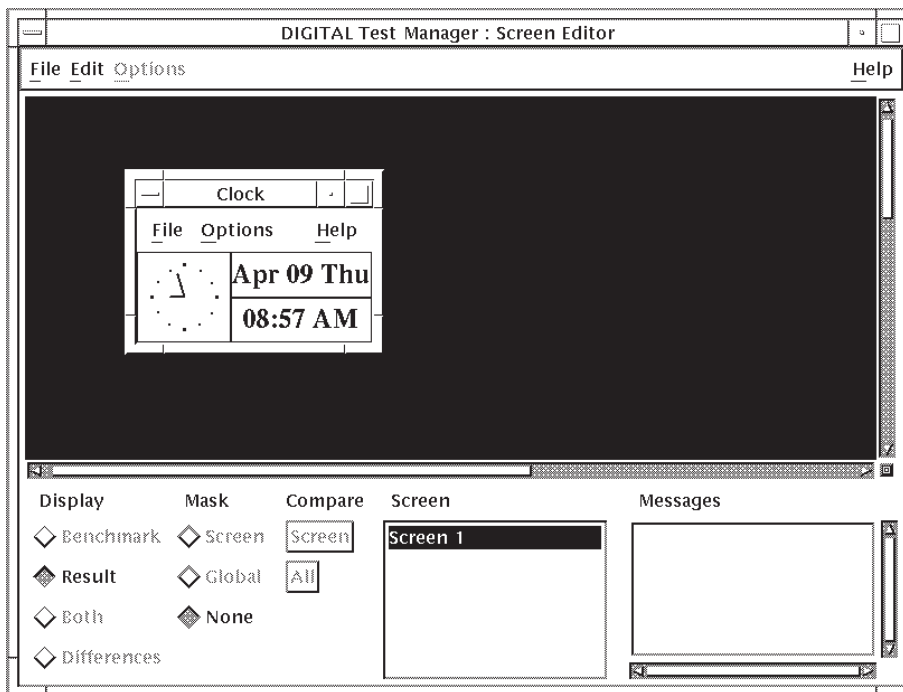 DIGITAL Test Manager : Screen Editor
File Edit Options Help
Clock
File Options Help
Apr 09 Thu
08:57 AM
Display Mask Compare Screen Messages
Benchmark Screen Screen Screen 1
Result Global All
Both None
Differences